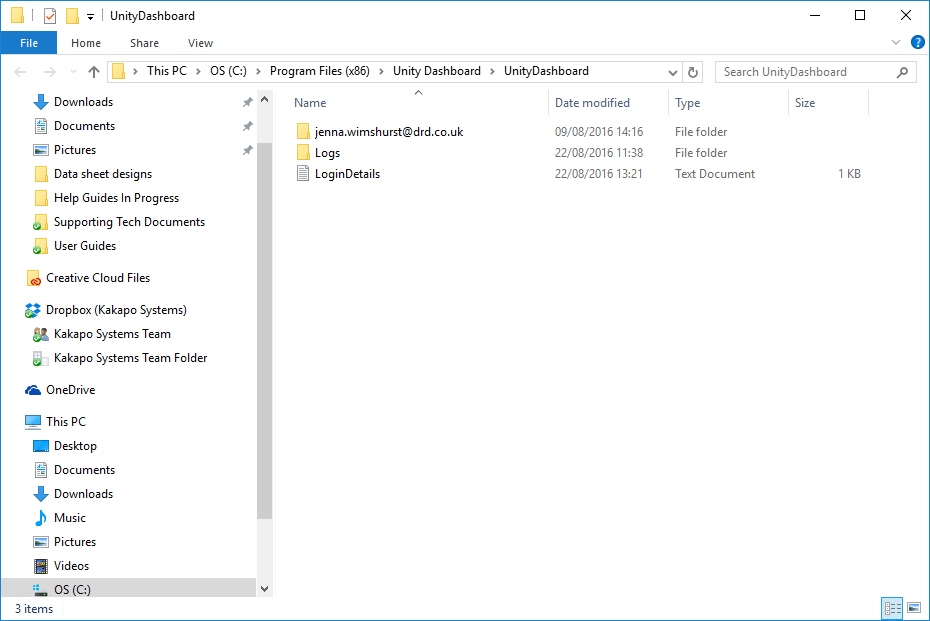 UnityDashboard
File Home Share View
This PC OS (C:) Program Files (x86) Unity Dashboard UnityDashboard
Search UnityDashboard
Downloads
Documents
Pictures
Data sheet designs
Help Guides In Progress
Supporting Tech Documents
User Guides
Creative Cloud Files
Dropbox (Kakapo Systems)
Kakapo Systems Team
Kakapo Systems Team Folder
OneDrive
This PC
Desktop
Documents
Downloads
Music
Pictures
Videos
OS (C:)
Name Date modified Type Size
jenna.wimshurst@drd.co.uk 09/08/2016 14:16 File folder
Logs 22/08/2016 11:38 File folder
LoginDetails 22/08/2016 13:21 Text Document 1 KB
3 items